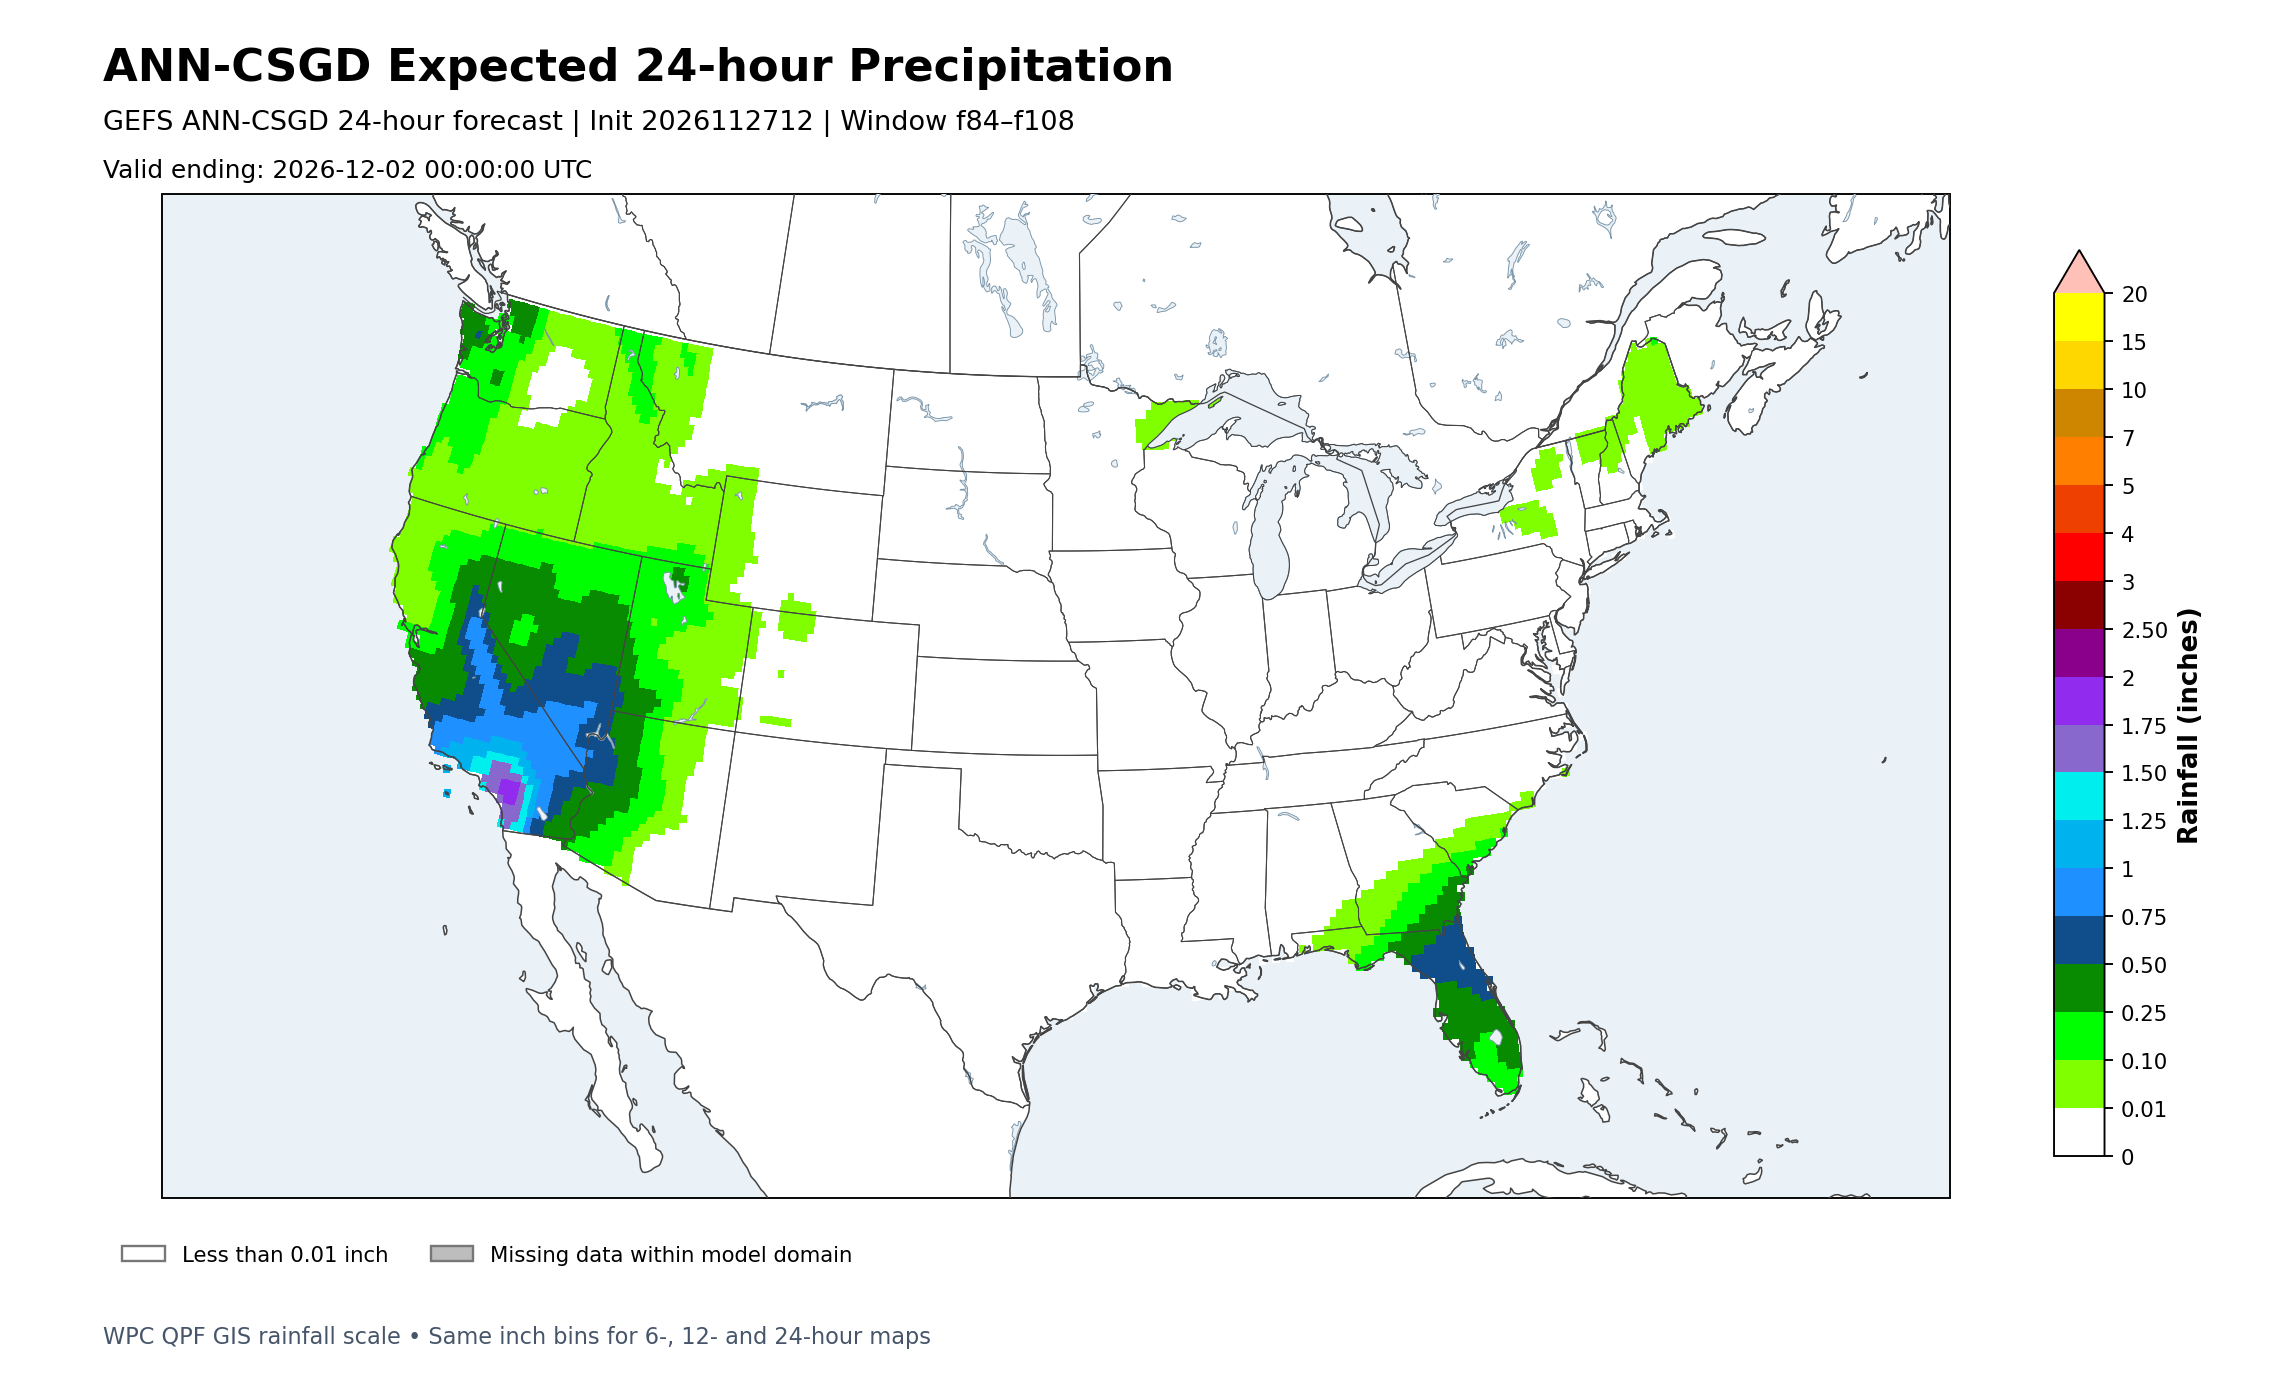 ANN-CSGD Expected 24-hour Precipitation
GEFS ANN-CSGD 24-hour forecast | Init 2026112712 | Window f84–f108
Valid ending: 2026-12-02 00:00:00 UTC
20
15
10
7
5
4
3
2.50
2
1.75
1.50
1.25
1
0.75
0.50
0.25
0.10
0.01
0
Rainfall (inches)
Less than 0.01 inch
Missing data within model domain
WPC QPF GIS rainfall scale • Same inch bins for 6-, 12- and 24-hour maps